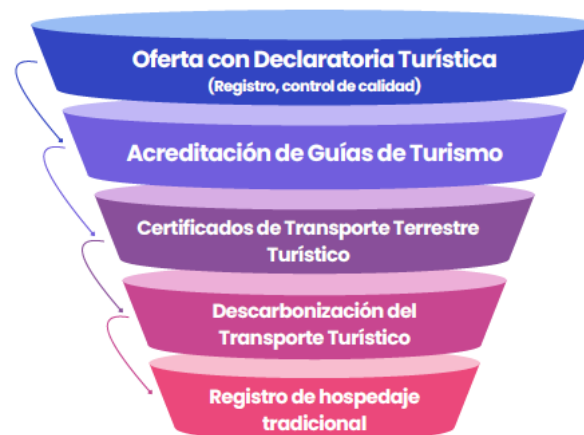 Oferta con Declaratoria Turística
(Registro, control de calidad)
Acreditación de Guías de Turismo
Certificados de Transporte Terrestre
Turístico
Descarbonización del
Transporte Turístico
Registro de hospedaje
tradicional